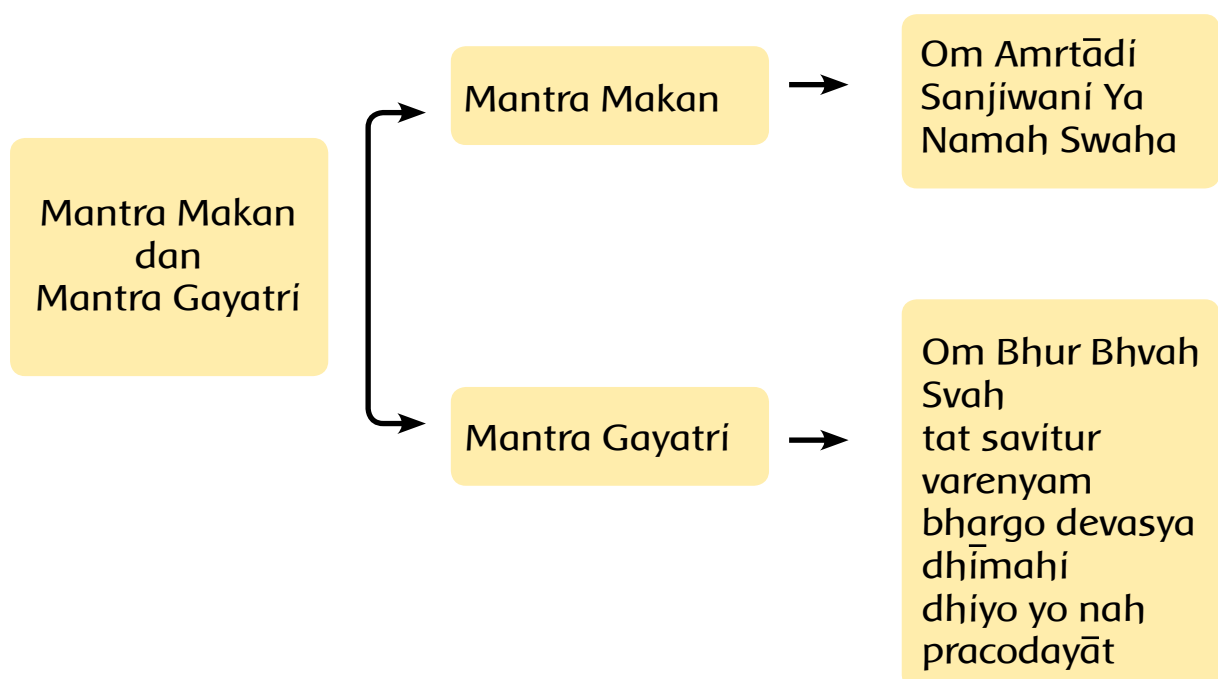 Mantra Makan
dan
Mantra Gayatri
Mantra Makan
Om Amrtādi
Sanjiwani Ya
Namah Swaha
Mantra Gayatri
Om Bhur Bhvah
Svah
tat savitur
varenyam
bhargo devasya
dhīmahi
dhiyo yo nah
pracodayāt